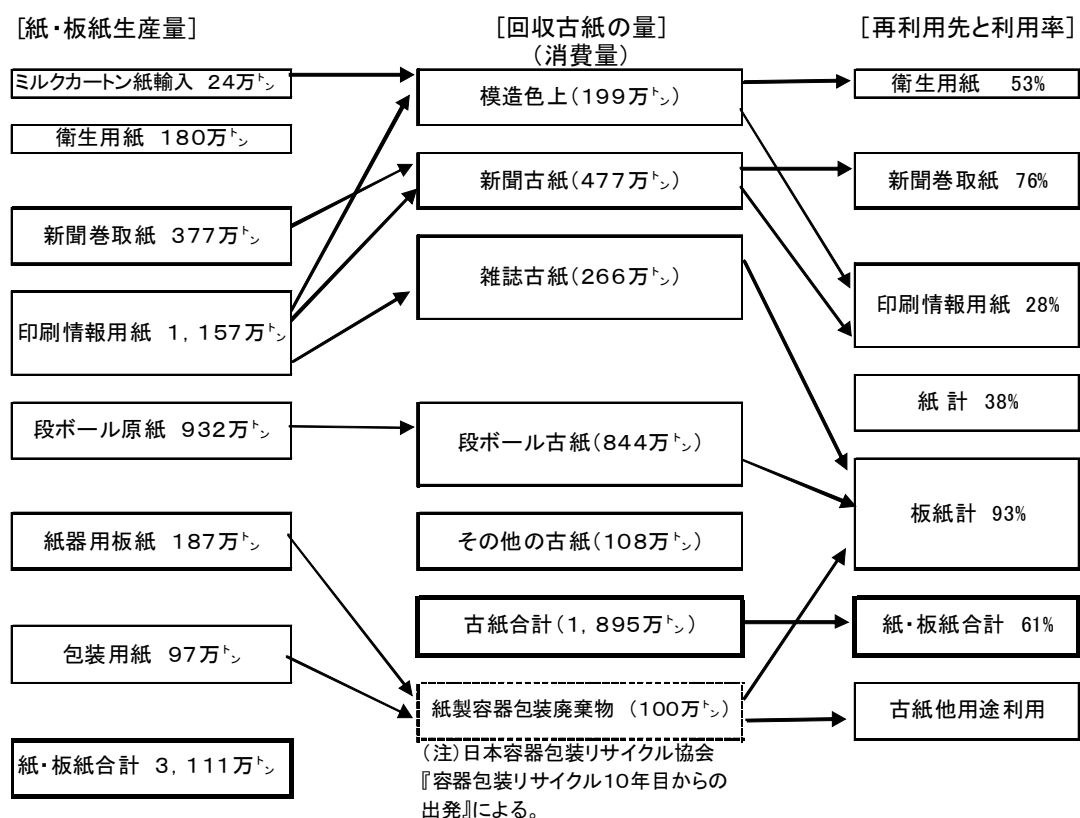 [紙・板紙生産量]
ミルクカートン紙輸入 24万㌧
衛生用紙 180万㌧
新聞巻取紙 377万㌧
印刷情報用紙 1,157万㌧
段ボール原紙 932万㌧
紙器用板紙 187万㌧
包装用紙 97万㌧
紙・板紙合計 3,111万㌧
[回収古紙の量]
(消費量)
模造色上(199万㌧)
新聞古紙(477万㌧)
雑誌古紙(266万㌧)
段ボール古紙(844万㌧)
その他の古紙(108万㌧)
古紙合計(1,895万㌧)
紙製容器包装廃棄物 (100万㌧)
(注)日本容器包装リサイクル協会
『容器包装リサイクル10年目からの
出発』による。
[再利用先と利用率]
衛生用紙 53%
新聞巻取紙 76%
印刷情報用紙 28%
紙 計 38%
板紙計 93%
紙・板紙合計 61%
古紙他用途利用